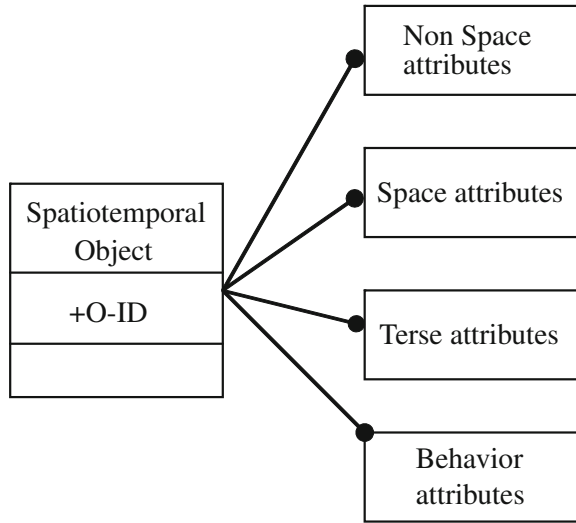 Non Space
attributes
Spatiotemporal
Object
+O-ID
Space attributes
Terse attributes
Behavior
attributes